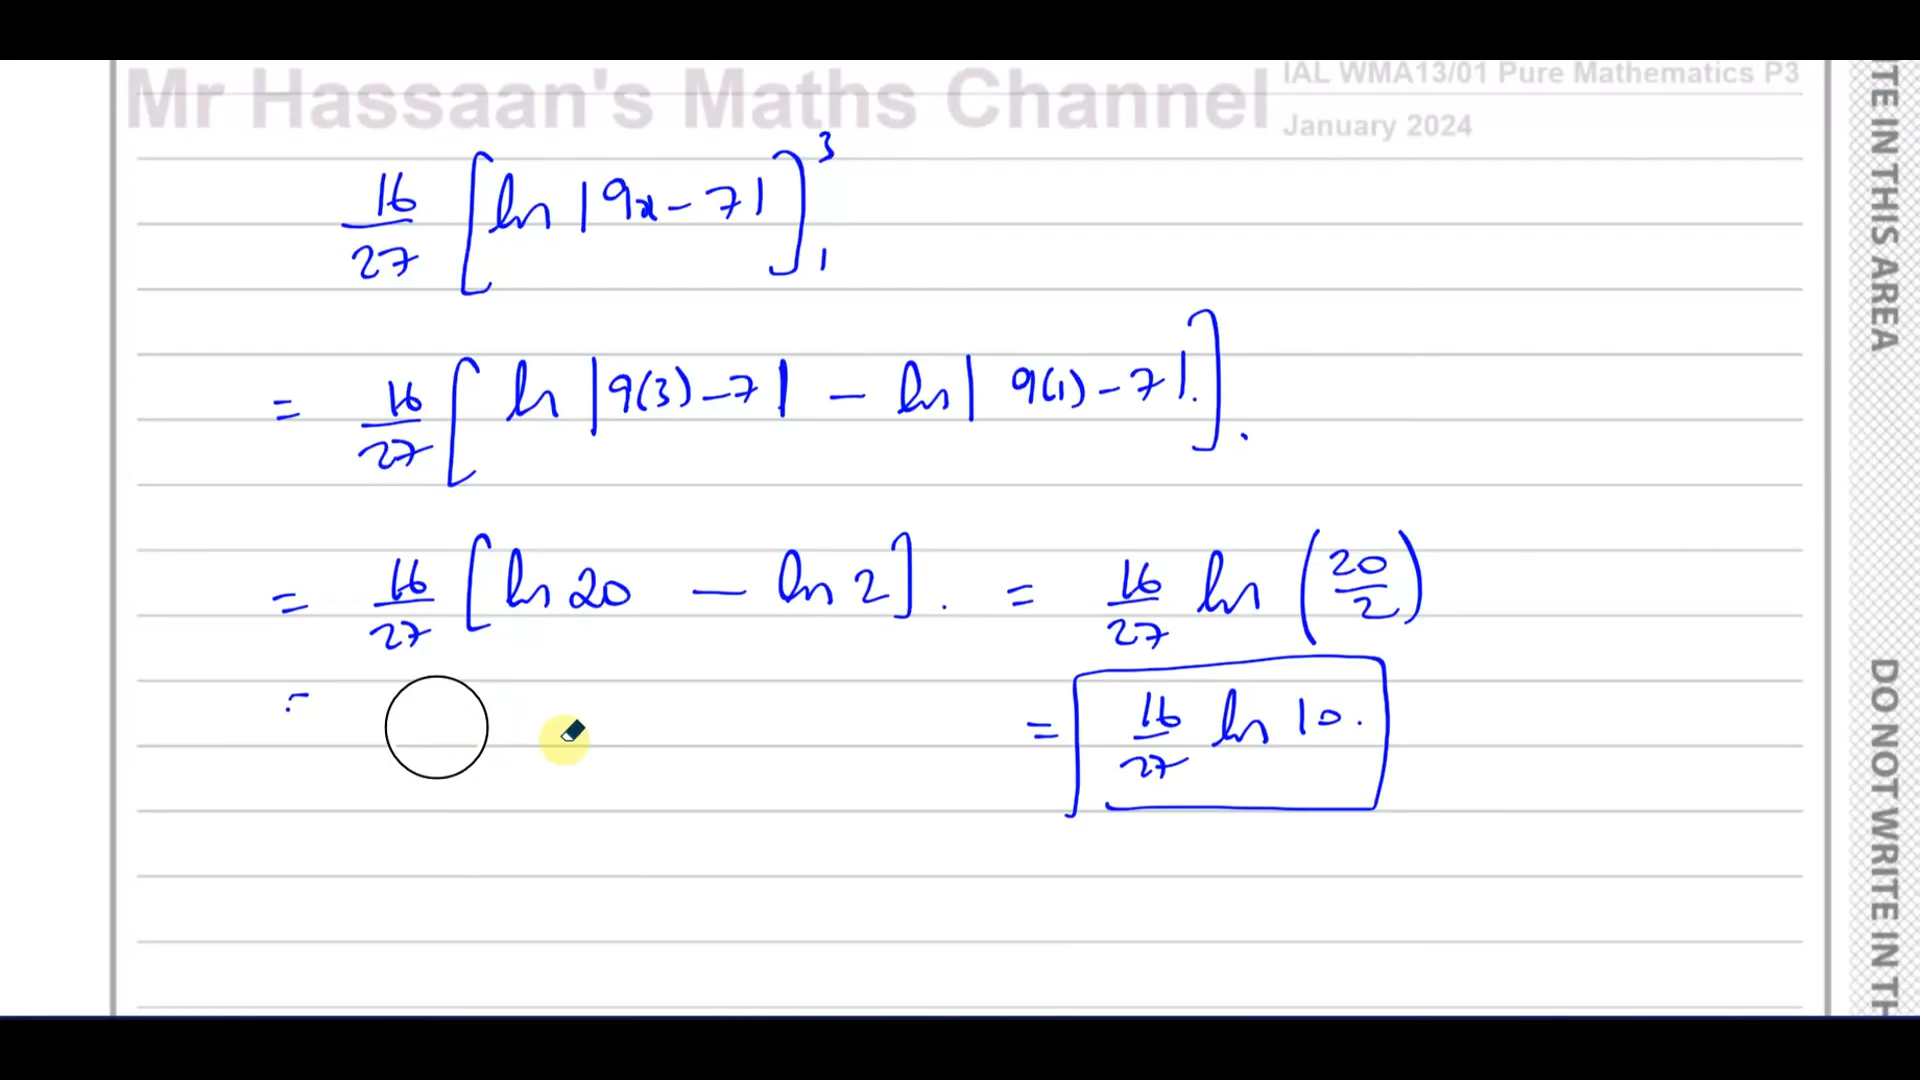 Mr Hassaan's Maths Channel
IAL WMA13/01 Pure Mathematics P3
January 2024
16/27 [ln |9x - 7|]₁³
= 16/27 [ln |9(3) - 7| - ln | 9(1) - 7|.].
= 16/27 [ln 20 - ln 2]. = 16/27 ln (20/2)
=
= 16/27 ln 10.
TE IN THIS AREA
DO NOT WRITE IN TH